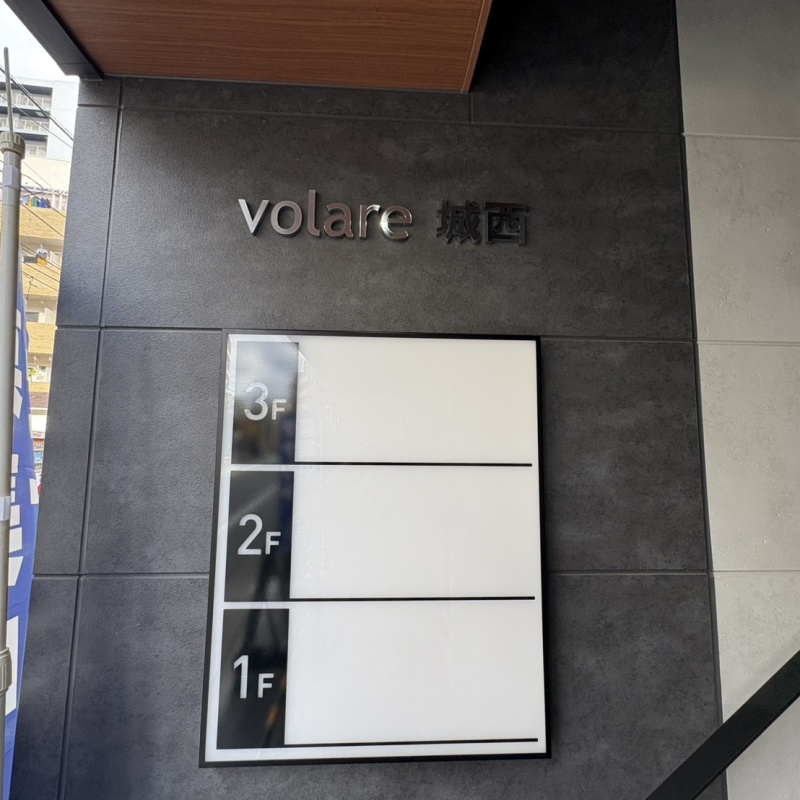 volare 城西
3F
2F
1F